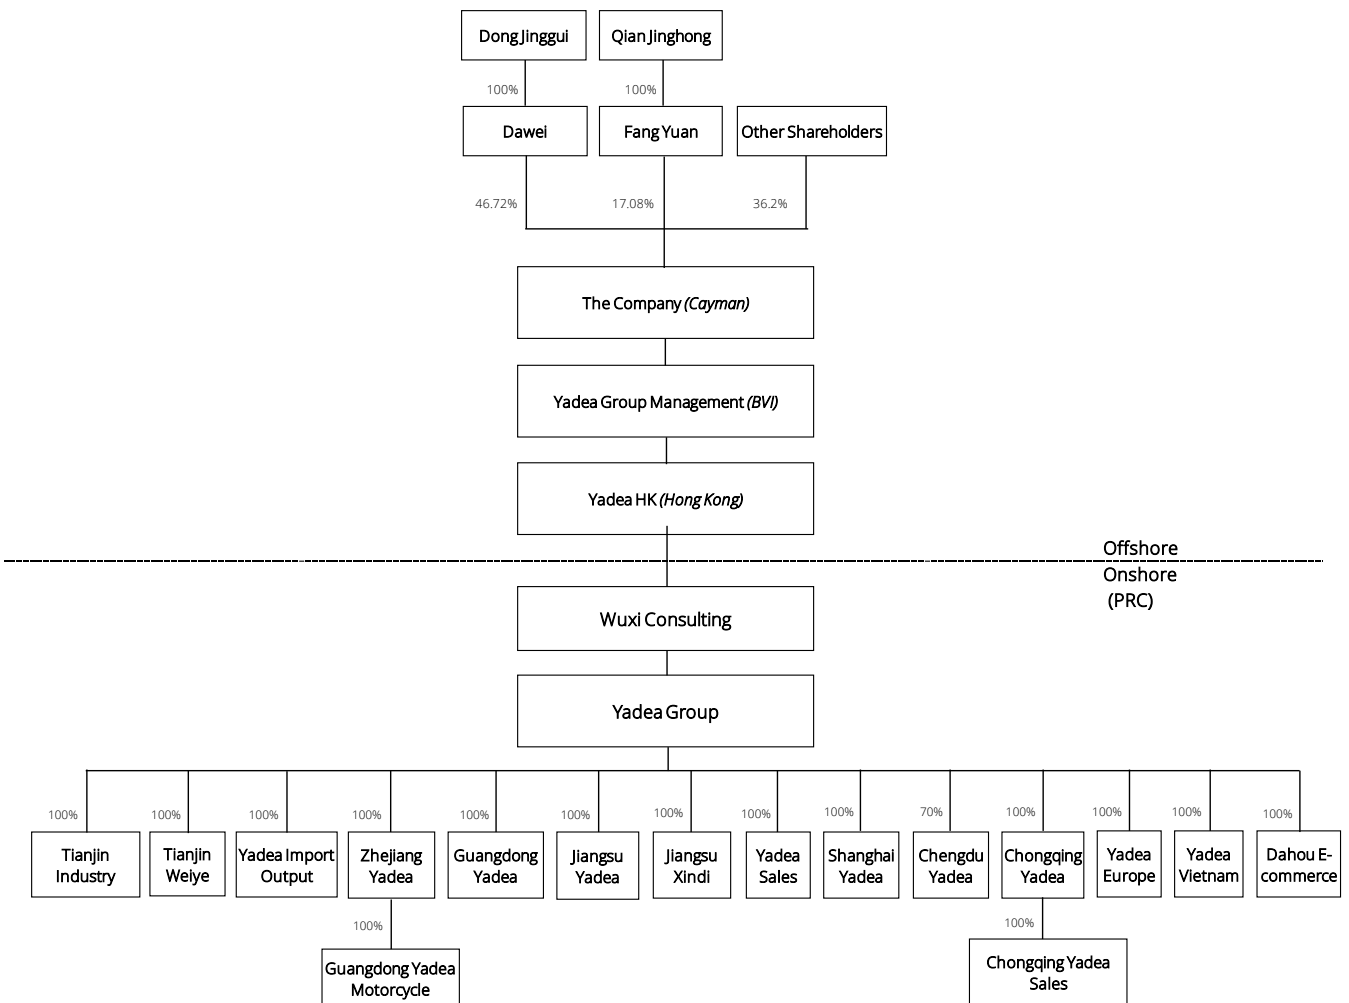 Dong Jinggui
Qian Jinghong
100%
100%
Dawei
Fang Yuan
Other Shareholders
46.72%
17.08%
36.2%
The Company (Cayman)
Yadea Group Management (BVI)
Yadea HK (Hong Kong)
Offshore
Onshore
(PRC)
Wuxi Consulting
Yadea Group
100%
100%
100%
100%
100%
100%
100%
100%
100%
70%
100%
100%
100%
100%
Tianjin
Industry
Tianjin
Weiye
Yadea Import
Output
Zhejiang
Yadea
Guangdong
Yadea
Jiangsu
Yadea
Jiangsu
Xindi
Yadea
Sales
Shanghai
Yadea
Chengdu
Yadea
Chongqing
Yadea
Yadea
Europe
Yadea
Vietnam
Dahou E-
commerce
100%
100%
Guangdong Yadea
Motorcycle
Chongqing Yadea
Sales